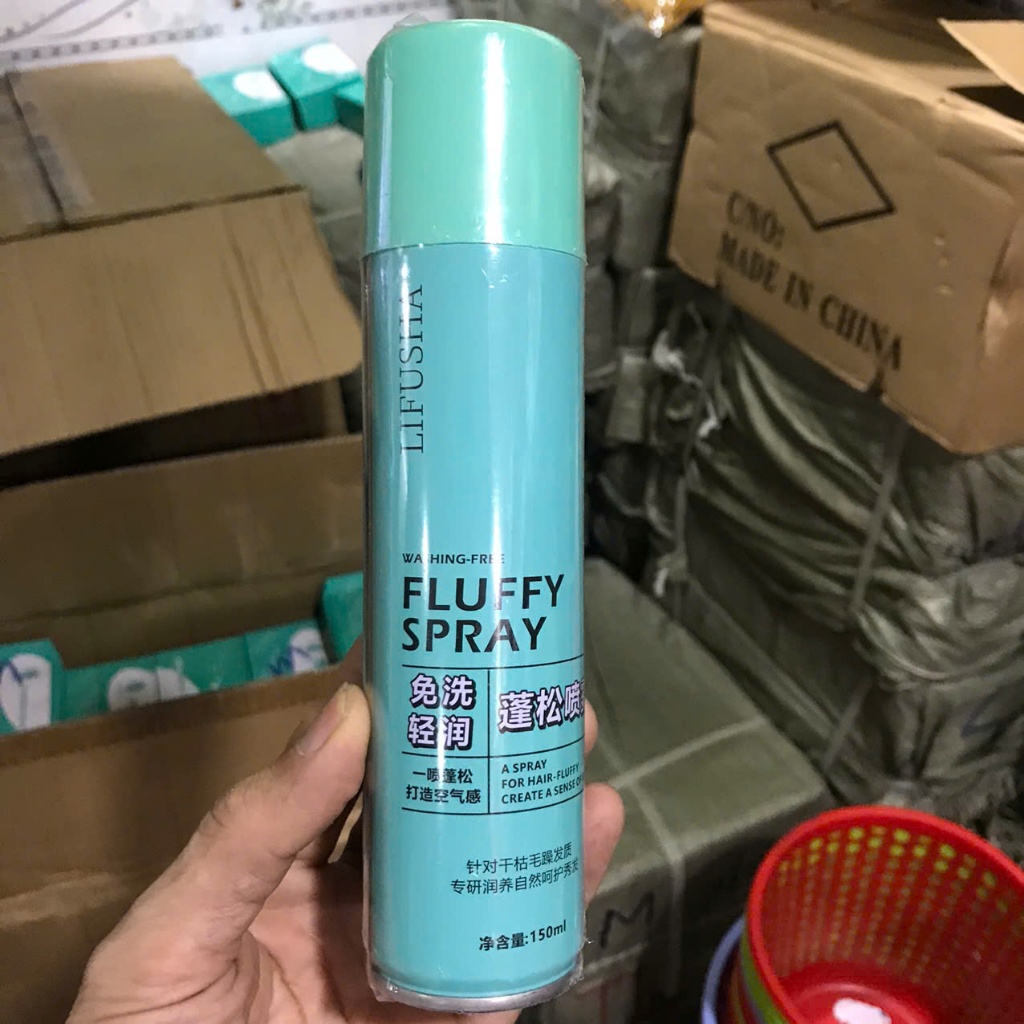 LIFUSHA
WASHING-FREE
FLUFFY
SPRAY
免洗
轻润
蓬松喷
一喷蓬松
打造空气感
A SPRAY
FOR HAIR-FLUFFY
CREATE A SENSE OF
针对干枯毛躁发质
专研润养自然呵护秀发
净含量:150ml
C/NO:
MADE IN CHINA
M